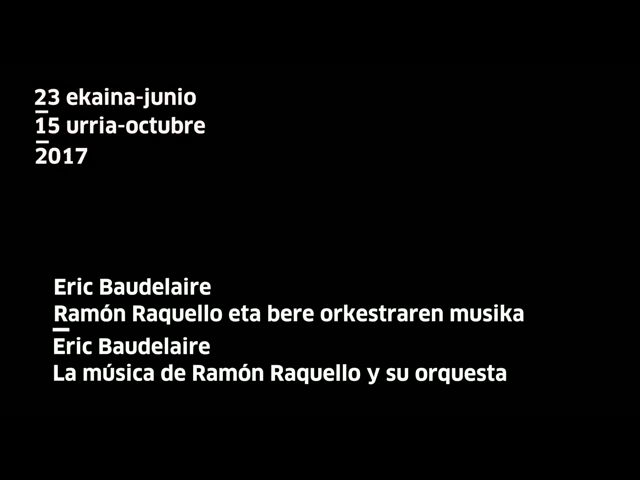 23 ekaina-junio
15 urria-octubre
2017
Eric Baudelaire
Ramón Raquello eta bere orkestraren musika
Eric Baudelaire
La música de Ramón Raquello y su orquesta